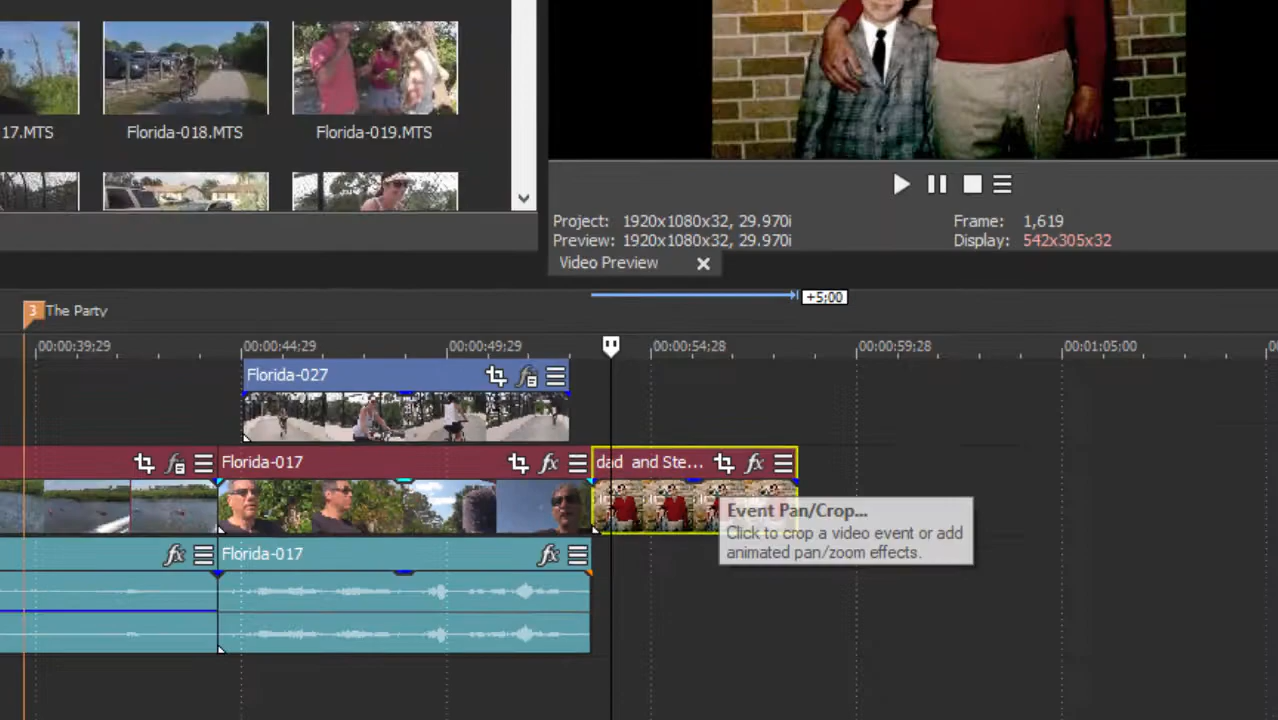 17.MTS
Florida-018.MTS
Florida-019.MTS
Project: 1920x1080x32, 29.970i
Preview: 1920x1080x32, 29.970i
Frame: 1,619
Display: 542x305x32
Video Preview
+5;00
3 The Party
00:00:39;29
00:00:44;29
00:00:49;29
00:00:54;28
00:00:59;28
00:01:05;00
Florida-027
Florida-017
dad and Ste...
Event Pan/Crop...
Click to crop a video event or add
animated pan/zoom effects.
Florida-017